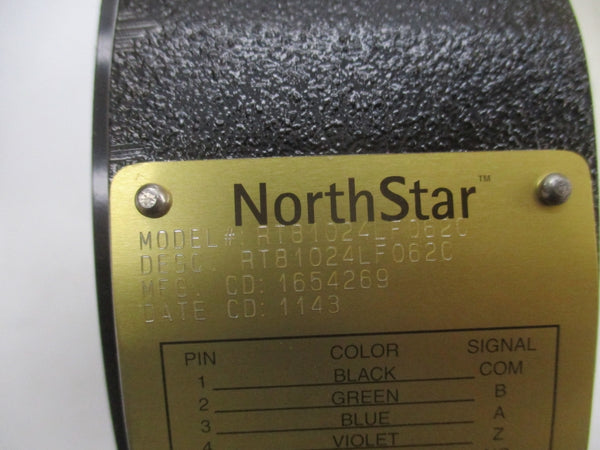 NorthStar™
MODEL#: RT81024LF062C
DESC: RT81024LF062C
MFG. CD: 1654269
DATE CD: 1143
PIN COLOR SIGNAL
1 BLACK COM
2 GREEN B
3 BLUE A
4 VIOLET Z